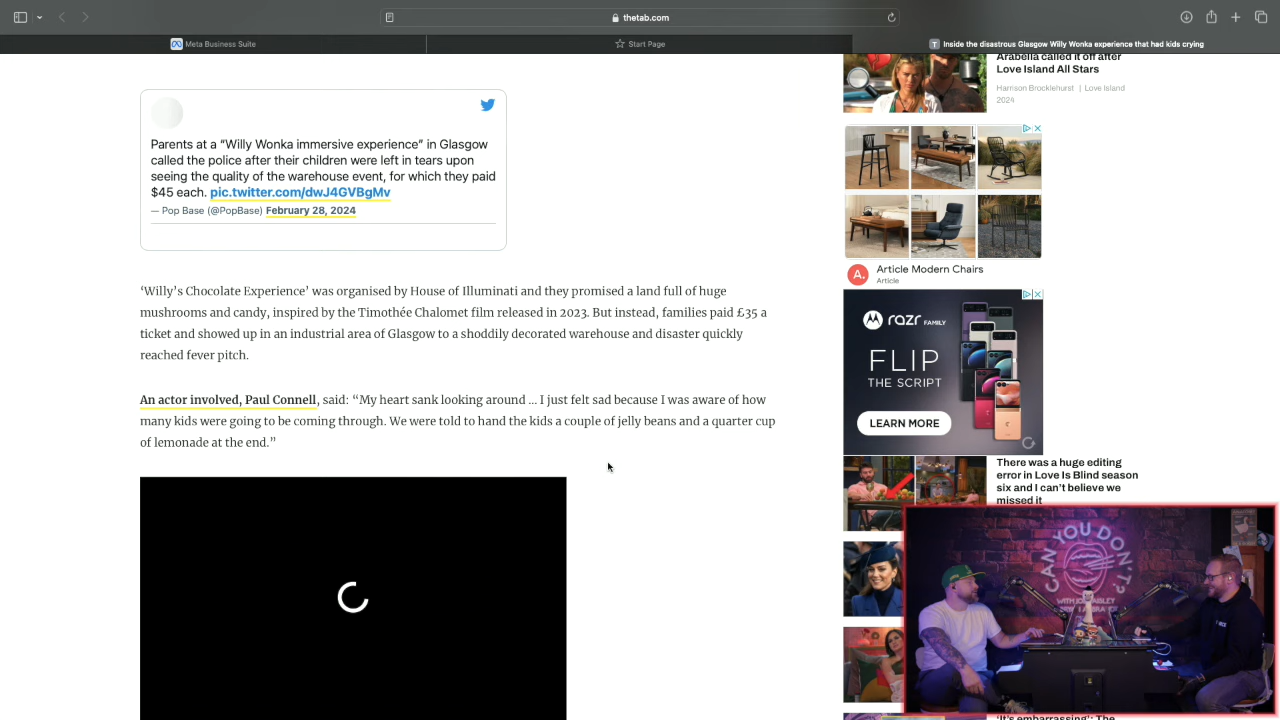 thetab.com
Meta Business Suite
Start Page
T Inside the disastrous Glasgow Willy Wonka experience that had kids crying
Parents at a “Willy Wonka immersive experience” in Glasgow
called the police after their children were left in tears upon
seeing the quality of the warehouse event, for which they paid
$45 each. pic.twitter.com/dwJ4GVBgMv
— Pop Base (@PopBase) February 28, 2024
‘Willy’s Chocolate Experience’ was organised by House of Illuminati and they promised a land full of huge
mushrooms and candy, inspired by the Timothée Chalomet film released in 2023. But instead, families paid £35 a
ticket and showed up in an industrial area of Glasgow to a shoddily decorated warehouse and disaster quickly
reached fever pitch.
An actor involved, Paul Connell, said: “My heart sank looking around … I just felt sad because I was aware of how
many kids were going to be coming through. We were told to hand the kids a couple of jelly beans and a quarter cup
of lemonade at the end.”
Arabella called it off after
Love Island All Stars
Harrison Brocklehurst | Love Island
2024
A. Article Modern Chairs
Article
razr FAMILY
FLIP
THE SCRIPT
LEARN MORE
There was a huge editing
error in Love Is Blind season
six and I can’t believe we
missed it
CAN YOU DON'T?
‘It’s embarrassing’: The